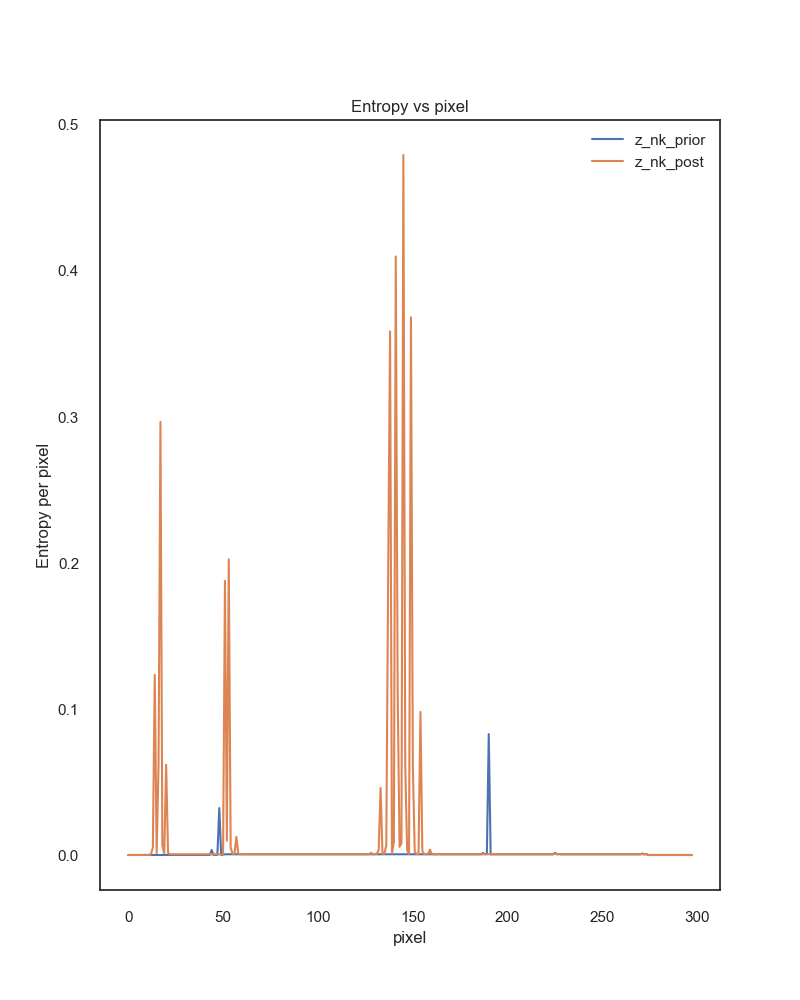 Entropy vs pixel
z_nk_prior
z_nk_post
0.5
0.4
0.3
0.2
0.1
0.0
Entropy per pixel
0 50 100 150 200 250 300
pixel